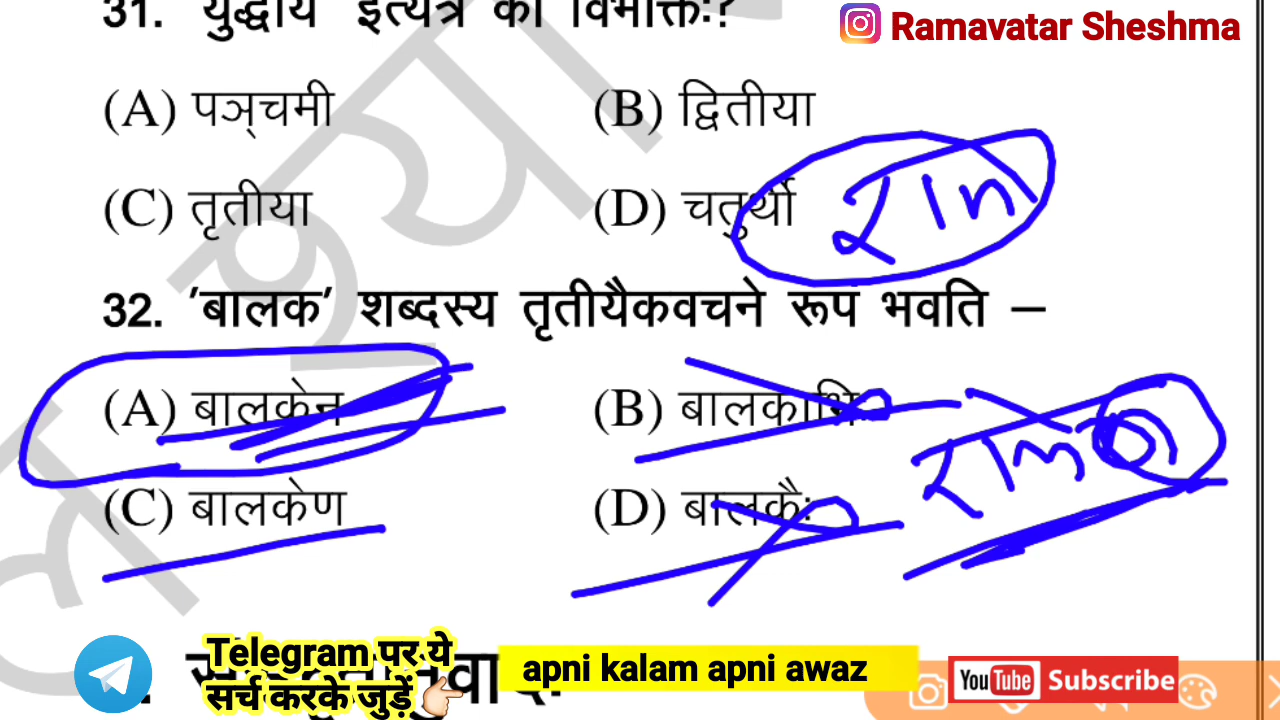 31. 'युद्धाय' इत्यत्र का विभक्तिः?
Ramavatar Sheshma
(A) पञ्चमी (B) द्वितीया
(C) तृतीया (D) चतुर्थी
राम
32. 'बालक' शब्दस्य तृतीयैकवचने रूपं भवति –
(A) बालकेन (B) बालकाभिः
राम
(C) बालकेण (D) बालकैः
Telegram पर ये
सर्च करके जुड़ें
apni kalam apni awaz
YouTube Subscribe